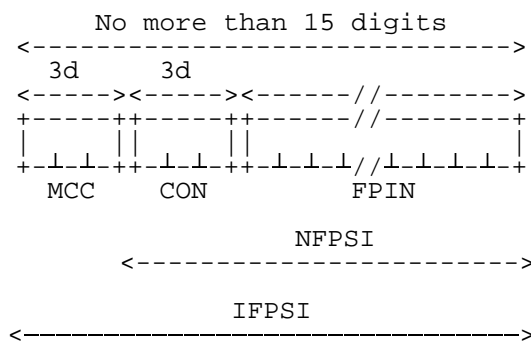 No more than 15 digits
<------------------------------->
3d 3d
<-----><-----><------//-------->
+-----++-----++------//--------+
| || || |
+-┴-┴-++-┴-┴-++-┴-┴-┴//┴-┴-┴-┴-+
MCC CON FPIN
NFPSI
<------------------------>
IFPSI
<-------------------------------->